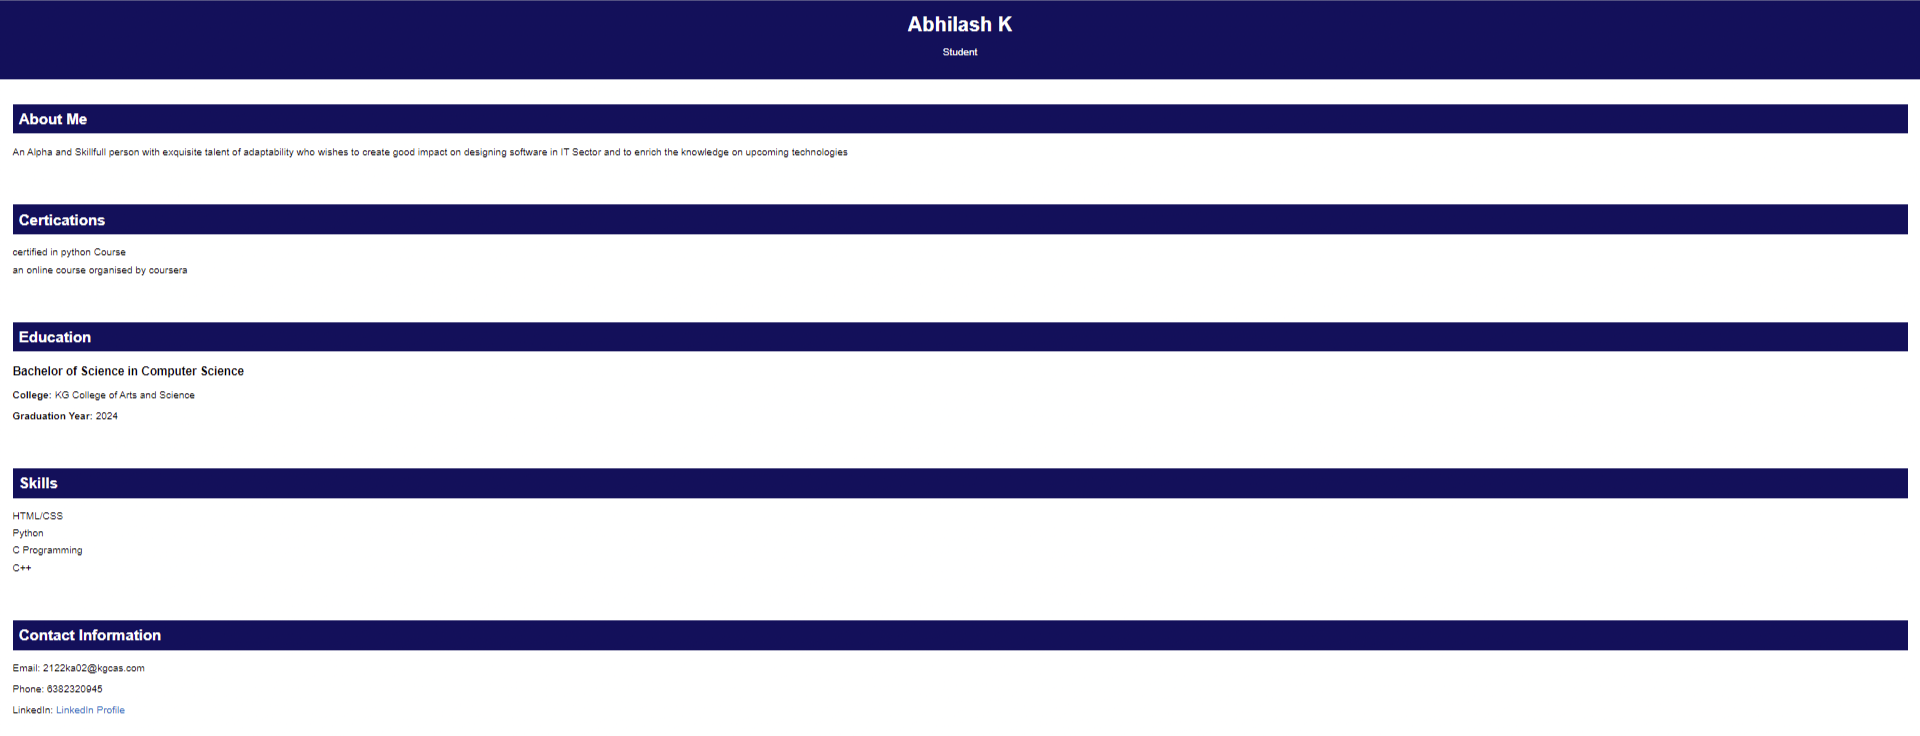 Abhilash K
Student
About Me
An Alpha and Skillfull person with exquisite talent of adaptability who wishes to create good impact on designing software in IT Sector and to enrich the knowledge on upcoming technologies
Certications
certified in python Course
an online course organised by coursera
Education
Bachelor of Science in Computer Science
College: KG College of Arts and Science
Graduation Year: 2024
Skills
HTML/CSS
Python
C Programming
C++
Contact Information
Email: 2122ka02@kgcas.com
Phone: 6382320945
LinkedIn: LinkedIn Profile